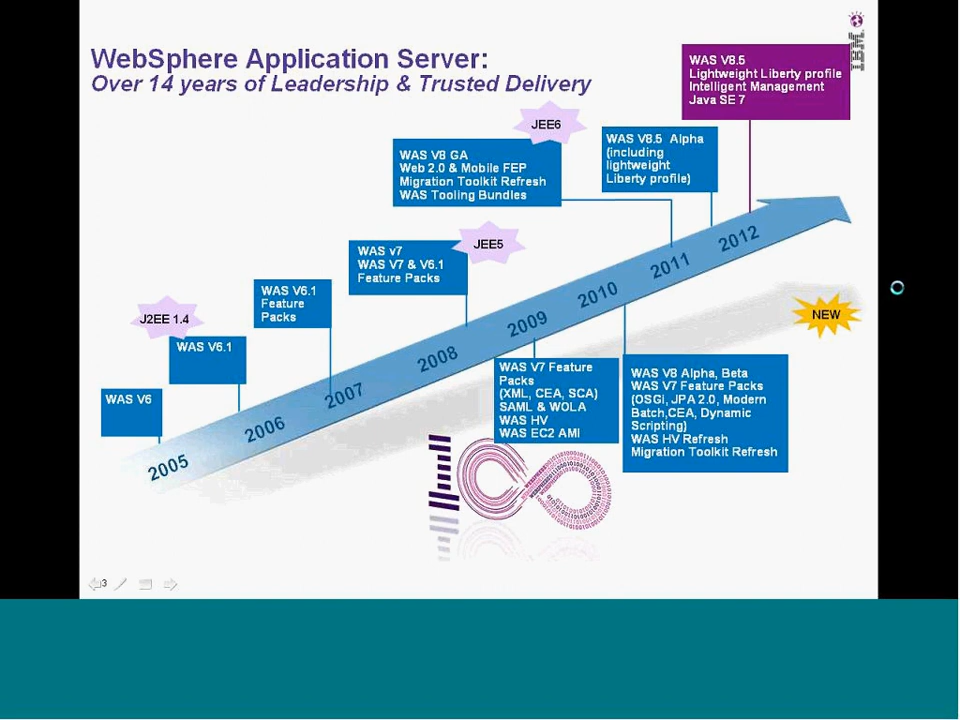 WebSphere Application Server:
Over 14 years of Leadership & Trusted Delivery
IBM
WAS V8.5
Lightweight Liberty profile
Intelligent Management
Java SE 7
JEE6
WAS V8 GA
Web 2.0 & Mobile FEP
Migration Toolkit Refresh
WAS Tooling Bundles
WAS V8.5 Alpha
(including
lightweight
Liberty profile)
JEE5
WAS v7
WAS V7 & V6.1
Feature Packs
WAS V6.1
Feature
Packs
J2EE 1.4
WAS V6.1
WAS V6
2005
2006
2007
2008
2009
2010
2011
2012
NEW
WAS V7 Feature
Packs
(XML, CEA, SCA)
SAML & WOLA
WAS HV
WAS EC2 AMI
WAS V8 Alpha, Beta
WAS V7 Feature Packs
(OSGI, JPA 2.0, Modern
Batch,CEA, Dynamic
Scripting)
WAS HV Refresh
Migration Toolkit Refresh
3